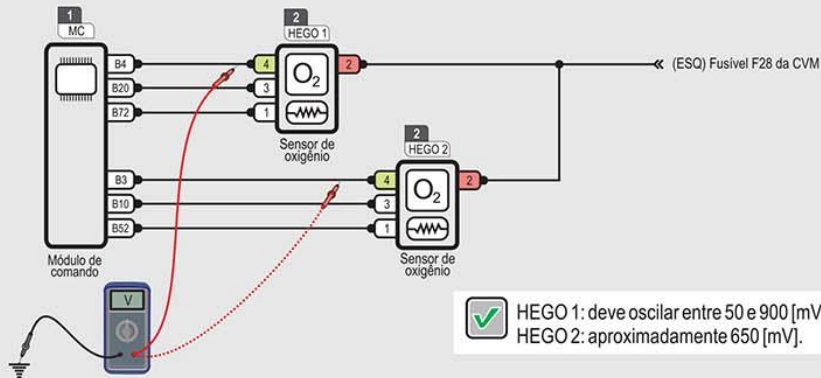 1
MC
2
HEGO 1
B4
4
O2
2
(ESQ) Fusível F28 da CVM
B20
3
B72
1
Sensor de
oxigênio
2
HEGO 2
B3
4
O2
2
B10
3
B52
1
Módulo de
comando
Sensor de
oxigênio
V
HEGO 1: deve oscilar entre 50 e 900 [mV
HEGO 2: aproximadamente 650 [mV].